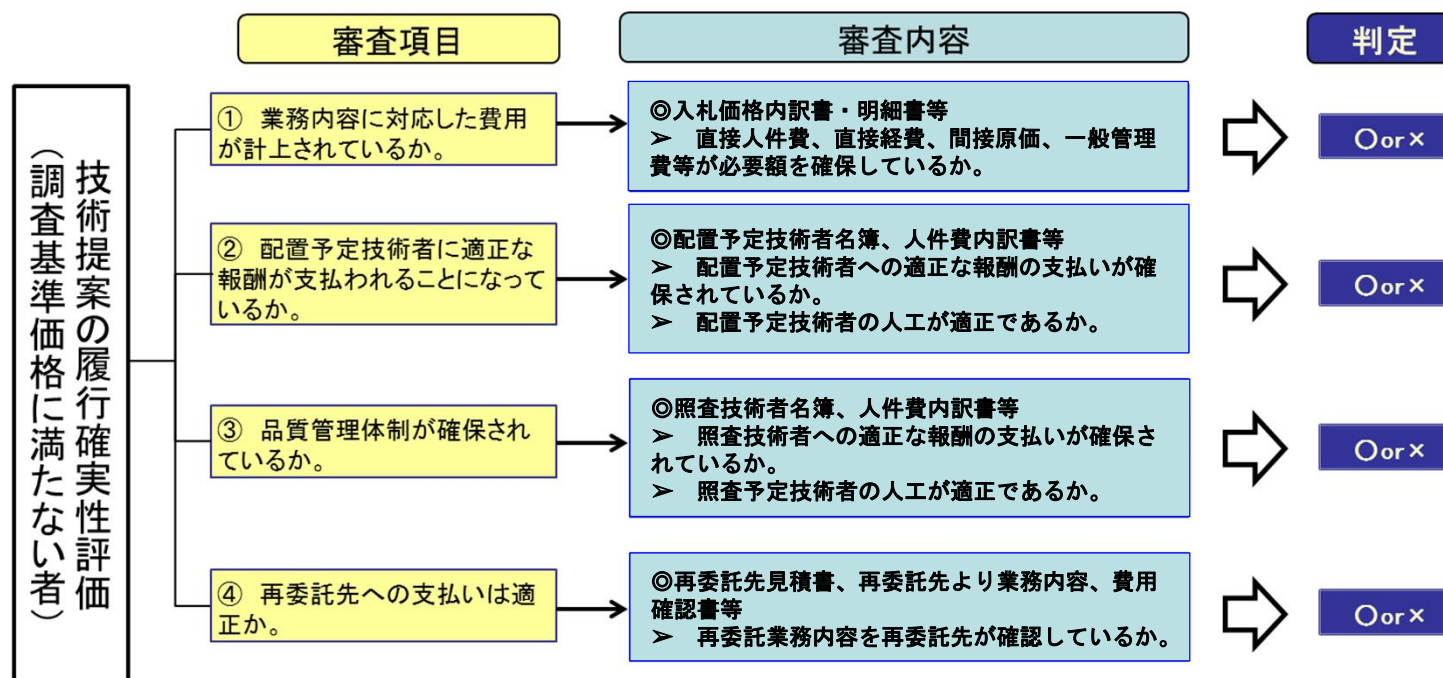 審査項目
審査内容
判定
技術提案の履行確実性評価
（調査基準価格に満たない者）
① 業務内容に対応した費用
が計上されているか。
◎入札価格内訳書・明細書等
➢ 直接人件費、直接経費、間接原価、一般管理
費等が必要額を確保しているか。
〇or×
② 配置予定技術者に適正な
報酬が支払われることになって
いるか。
◎配置予定技術者名簿、人件費内訳書等
➢ 配置予定技術者への適正な報酬の支払いが確
保されているか。
➢ 配置予定技術者の人工が適正であるか。
〇or×
③ 品質管理体制が確保され
ているか。
◎照査技術者名簿、人件費内訳書等
➢ 照査技術者への適正な報酬の支払いが確保さ
れているか。
➢ 照査予定技術者の人工が適正であるか。
〇or×
④ 再委託先への支払いは適
正か。
◎再委託先見積書、再委託先より業務内容、費用
確認書等
➢ 再委託業務内容を再委託先が確認しているか。
〇or×